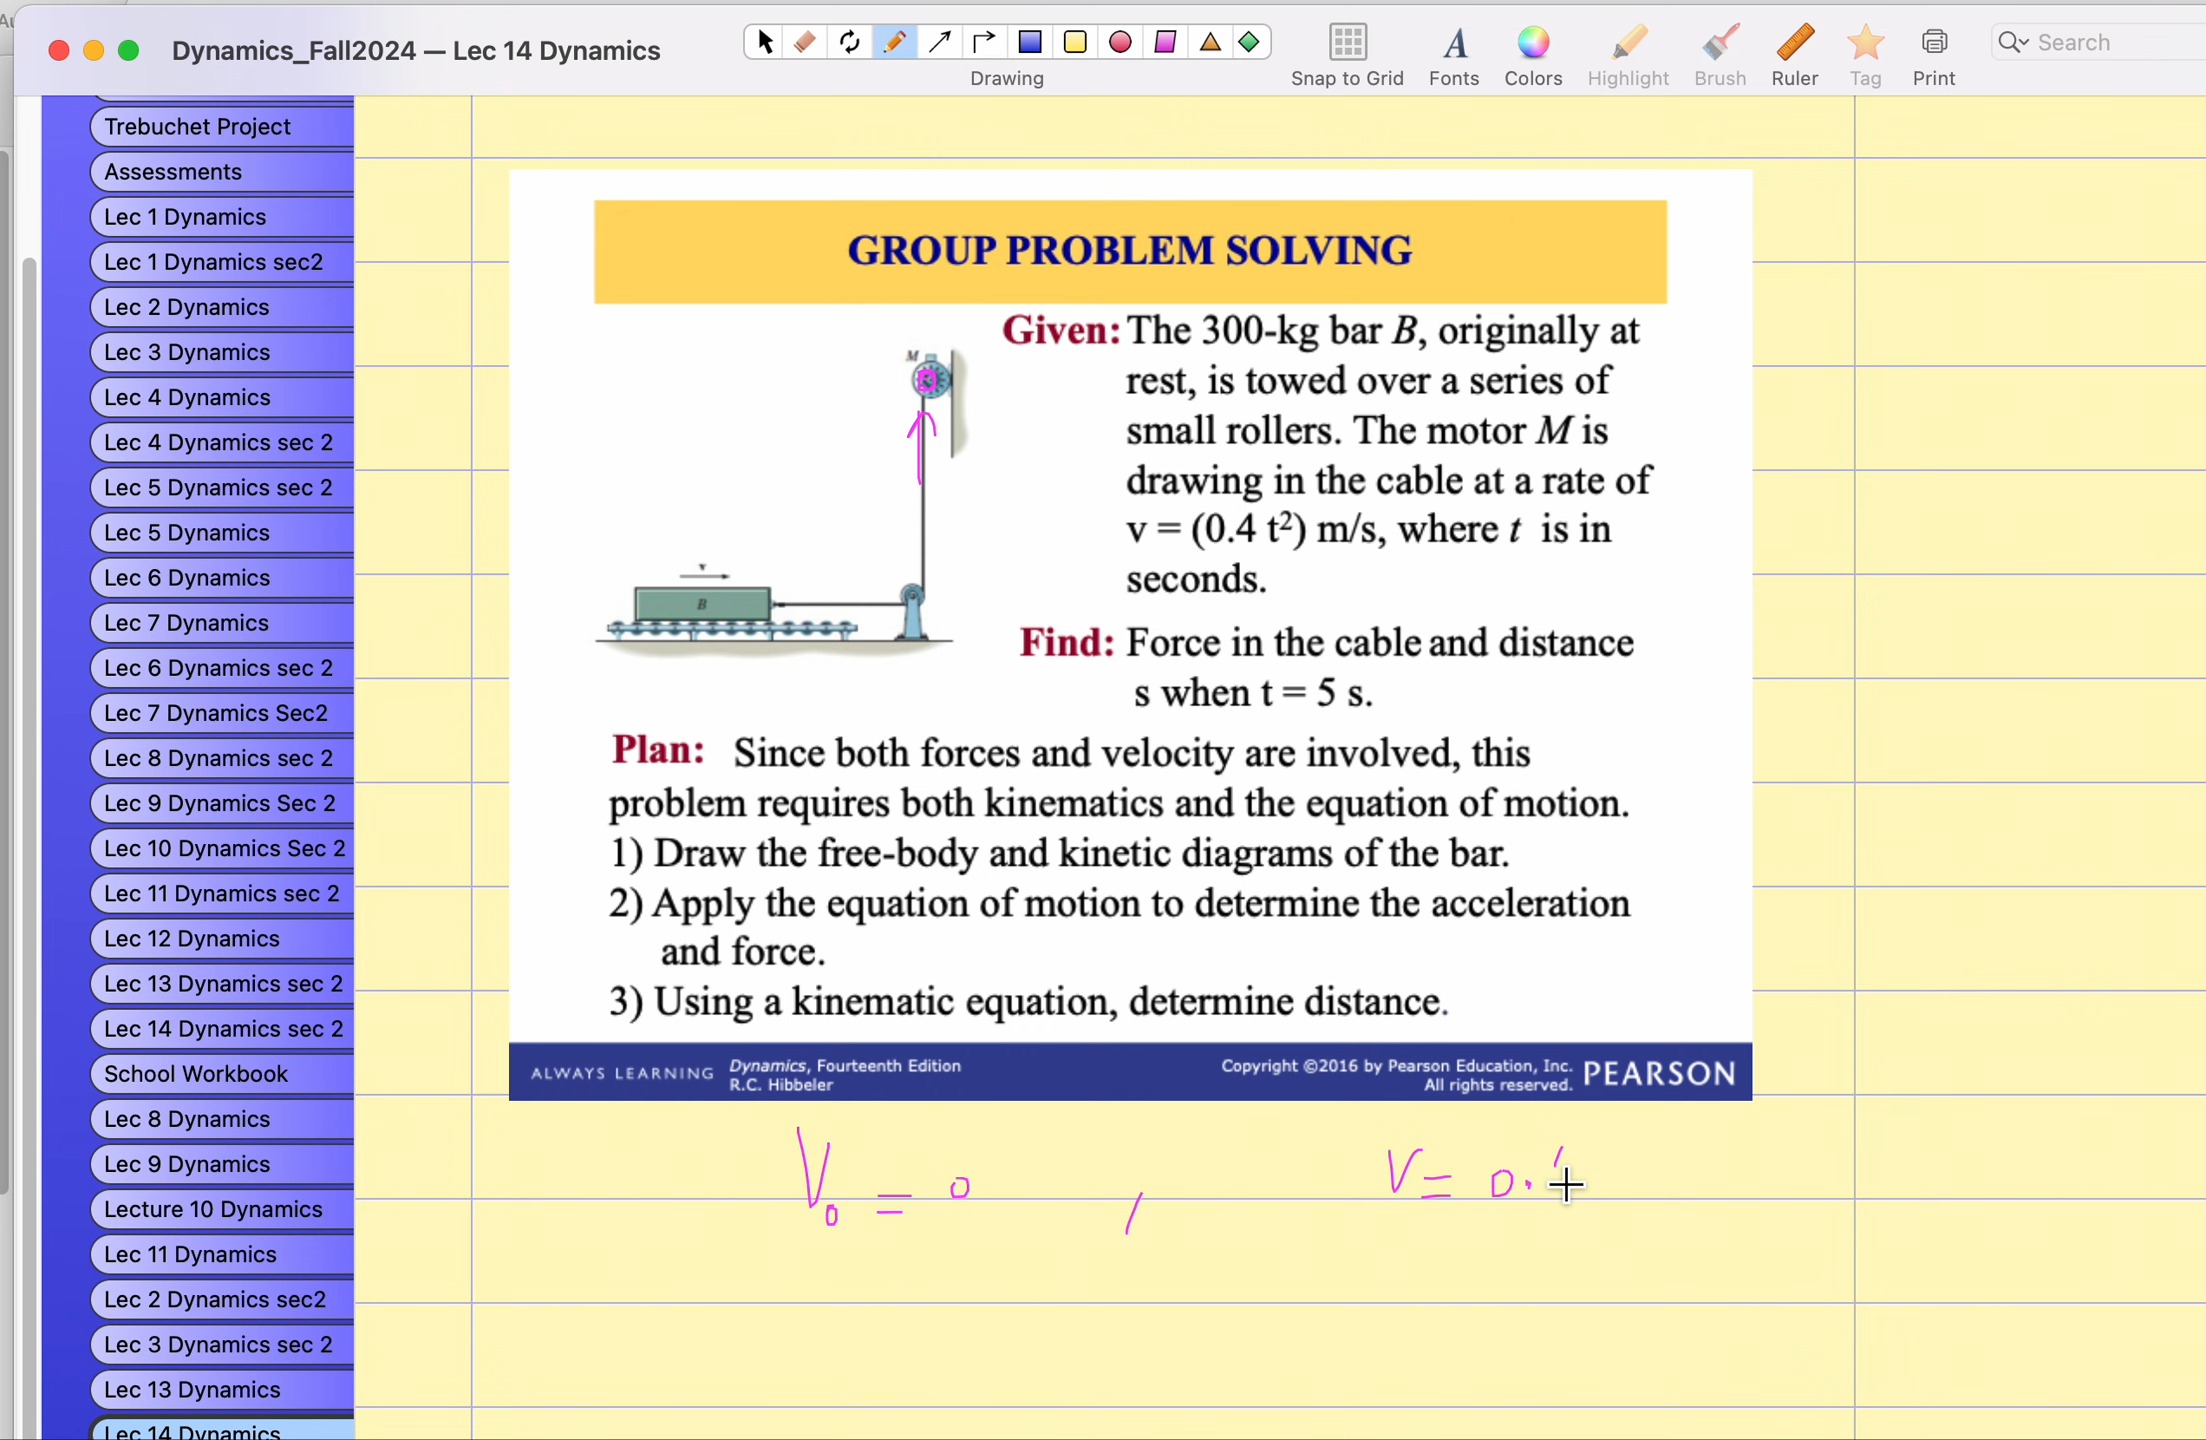 Dynamics_Fall2024 — Lec 14 Dynamics
Drawing
Snap to Grid
Fonts
Colors
Highlight
Brush
Ruler
Tag
Print
Search
Trebuchet Project
Assessments
Lec 1 Dynamics
Lec 1 Dynamics sec2
Lec 2 Dynamics
Lec 3 Dynamics
Lec 4 Dynamics
Lec 4 Dynamics sec 2
Lec 5 Dynamics sec 2
Lec 5 Dynamics
Lec 6 Dynamics
Lec 7 Dynamics
Lec 6 Dynamics sec 2
Lec 7 Dynamics Sec2
Lec 8 Dynamics sec 2
Lec 9 Dynamics Sec 2
Lec 10 Dynamics Sec 2
Lec 11 Dynamics sec 2
Lec 12 Dynamics
Lec 13 Dynamics sec 2
Lec 14 Dynamics sec 2
School Workbook
Lec 8 Dynamics
Lec 9 Dynamics
Lecture 10 Dynamics
Lec 11 Dynamics
Lec 2 Dynamics sec2
Lec 3 Dynamics sec 2
Lec 13 Dynamics
Lec 14 Dynamics
GROUP PROBLEM SOLVING
M
v
B
Given: The 300-kg bar B, originally at
rest, is towed over a series of
small rollers. The motor M is
drawing in the cable at a rate of
v = (0.4 t²) m/s, where t is in
seconds.
Find: Force in the cable and distance
s when t = 5 s.
Plan: Since both forces and velocity are involved, this
problem requires both kinematics and the equation of motion.
1) Draw the free-body and kinetic diagrams of the bar.
2) Apply the equation of motion to determine the acceleration
and force.
3) Using a kinematic equation, determine distance.
ALWAYS LEARNING
Dynamics, Fourteenth Edition
R.C. Hibbeler
Copyright ©2016 by Pearson Education, Inc.
All rights reserved.
PEARSON
V₀ = 0 , V = 0.